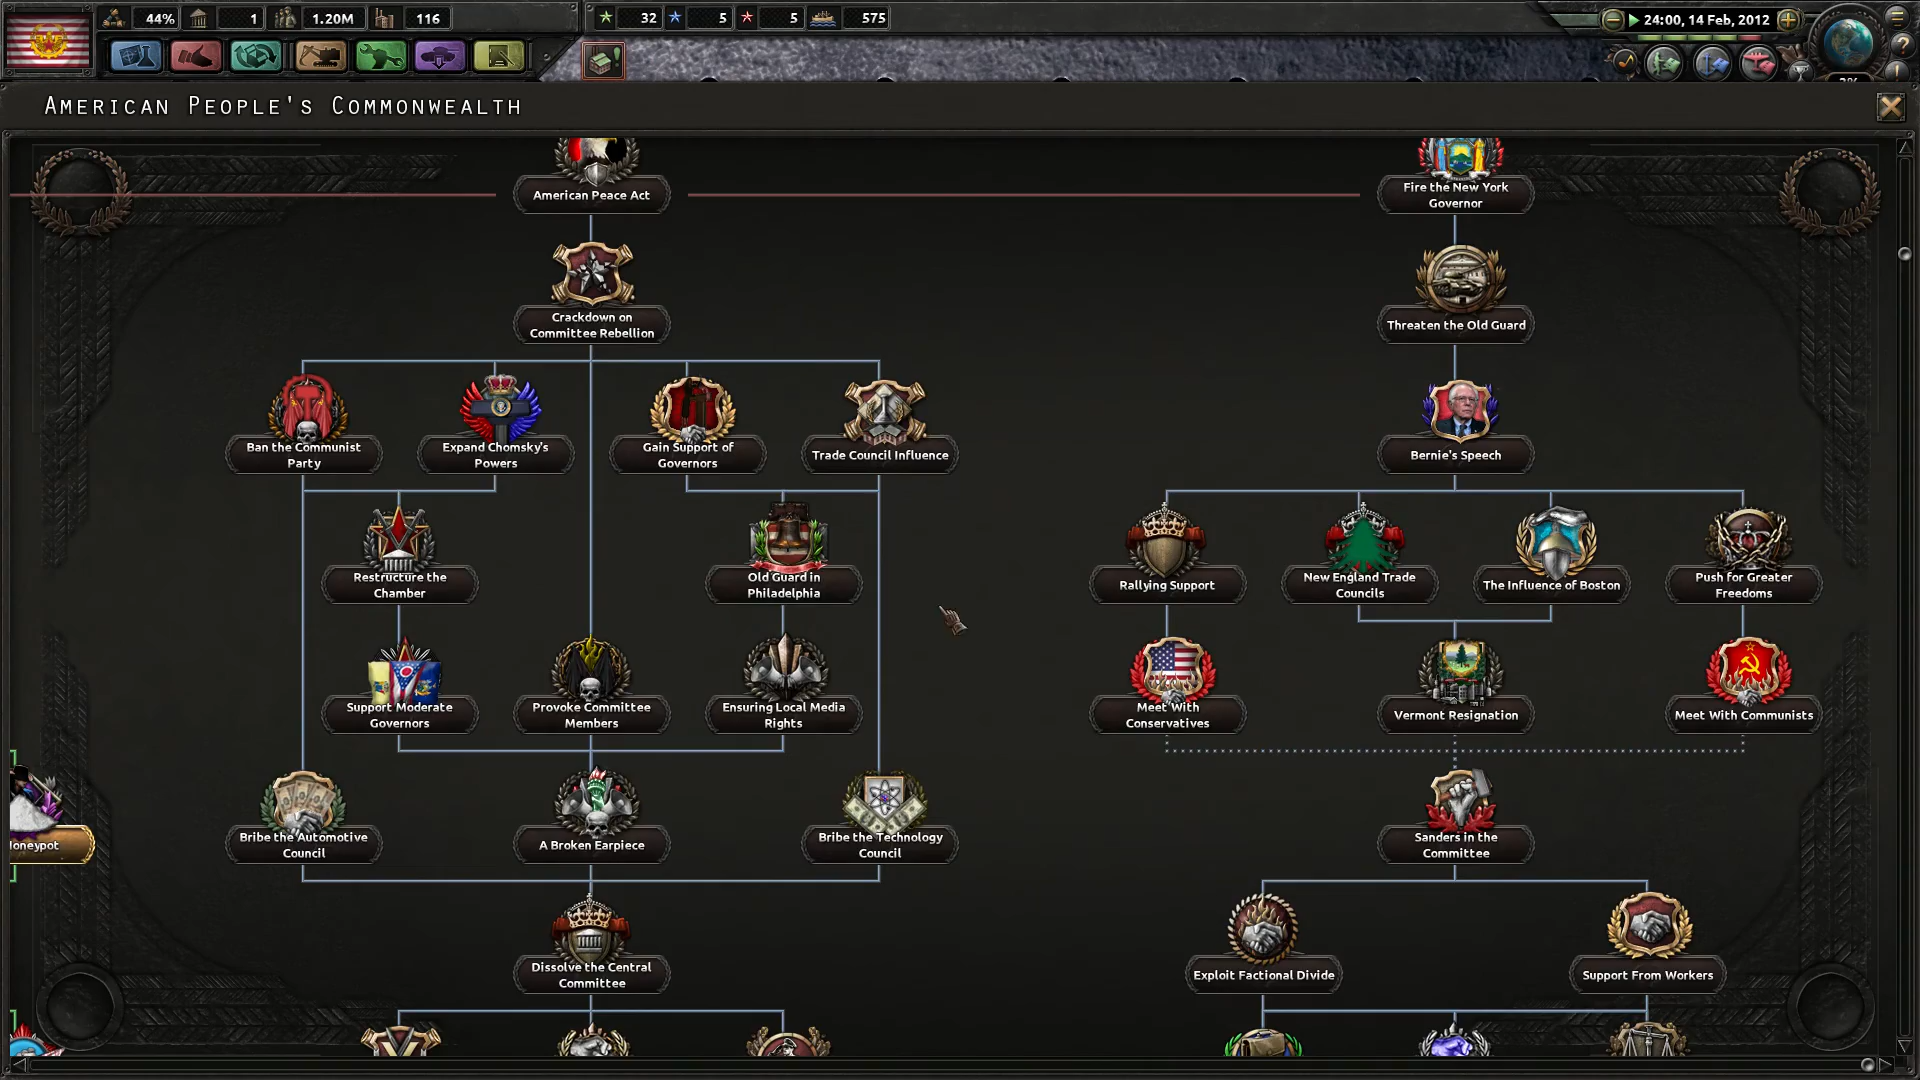 44%
1
1.20M
116
32
5
5
575
24:00, 14 Feb, 2012
American People's Commonwealth
American Peace Act
Fire the New York
Governor
Crackdown on
Committee Rebellion
Threaten the Old Guard
Ban the Communist
Party
Expand Chomsky's
Powers
Gain Support of
Governors
Trade Council Influence
Bernie's Speech
Restructure the
Chamber
Old Guard in
Philadelphia
Rallying Support
New England Trade
Councils
The Influence of Boston
Push for Greater
Freedoms
Support Moderate
Governors
Provoke Committee
Members
Ensuring Local Media
Rights
Meet With
Conservatives
Vermont Resignation
Meet With Communists
oneypot
Bribe the Automotive
Council
A Broken Earpiece
Bribe the Technology
Council
Sanders in the
Committee
Dissolve the Central
Committee
Exploit Factional Divide
Support From Workers